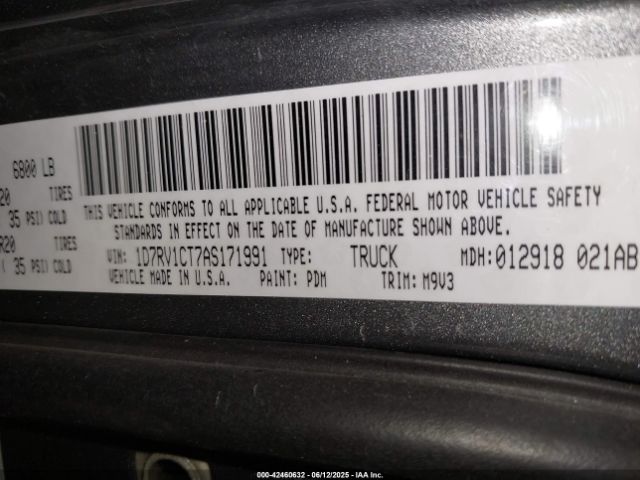 6800 LB
20 TIRES
35 PSI) COLD
R20 TIRES
( 35 PSI) COLD
THIS VEHICLE CONFORMS TO ALL APPLICABLE U.S.A. FEDERAL MOTOR VEHICLE SAFETY
STANDARDS IN EFFECT ON THE DATE OF MANUFACTURE SHOWN ABOVE.
VIN: 1D7RV1CT7AS171991 TYPE: TRUCK MDH:012918 021AB
VEHICLE MADE IN U.S.A. PAINT: PDM TRIM: M9V3
000-42460632 - 06/12/2025 - IAA Inc.